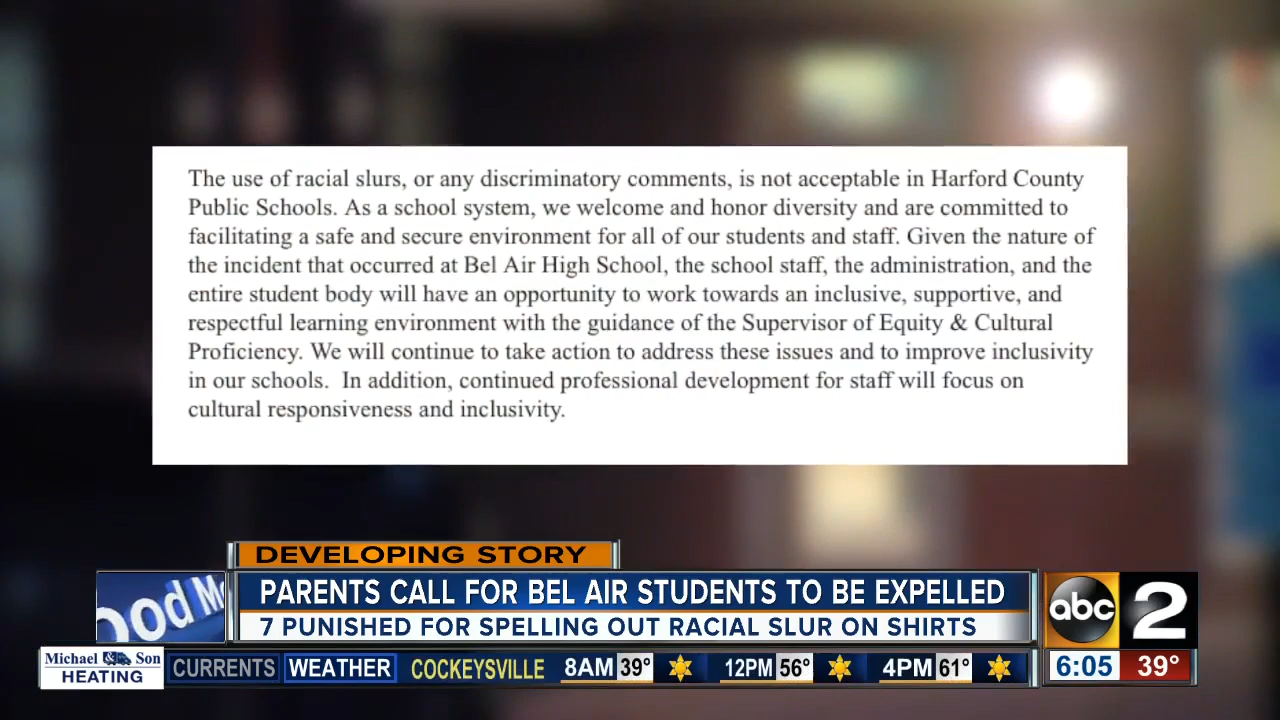 The use of racial slurs, or any discriminatory comments, is not acceptable in Harford County
Public Schools. As a school system, we welcome and honor diversity and are committed to
facilitating a safe and secure environment for all of our students and staff. Given the nature of
the incident that occurred at Bel Air High School, the school staff, the administration, and the
entire student body will have an opportunity to work towards an inclusive, supportive, and
respectful learning environment with the guidance of the Supervisor of Equity & Cultural
Proficiency. We will continue to take action to address these issues and to improve inclusivity
in our schools.  In addition, continued professional development for staff will focus on
cultural responsiveness and inclusivity.
DEVELOPING STORY
PARENTS CALL FOR BEL AIR STUDENTS TO BE EXPELLED
7 PUNISHED FOR SPELLING OUT RACIAL SLUR ON SHIRTS
ood Mo
abc 2
Michael & Son
HEATING
CURRENTS WEATHER COCKEYSVILLE 8AM 39° 12PM 56° 4PM 61°
6:05 39°